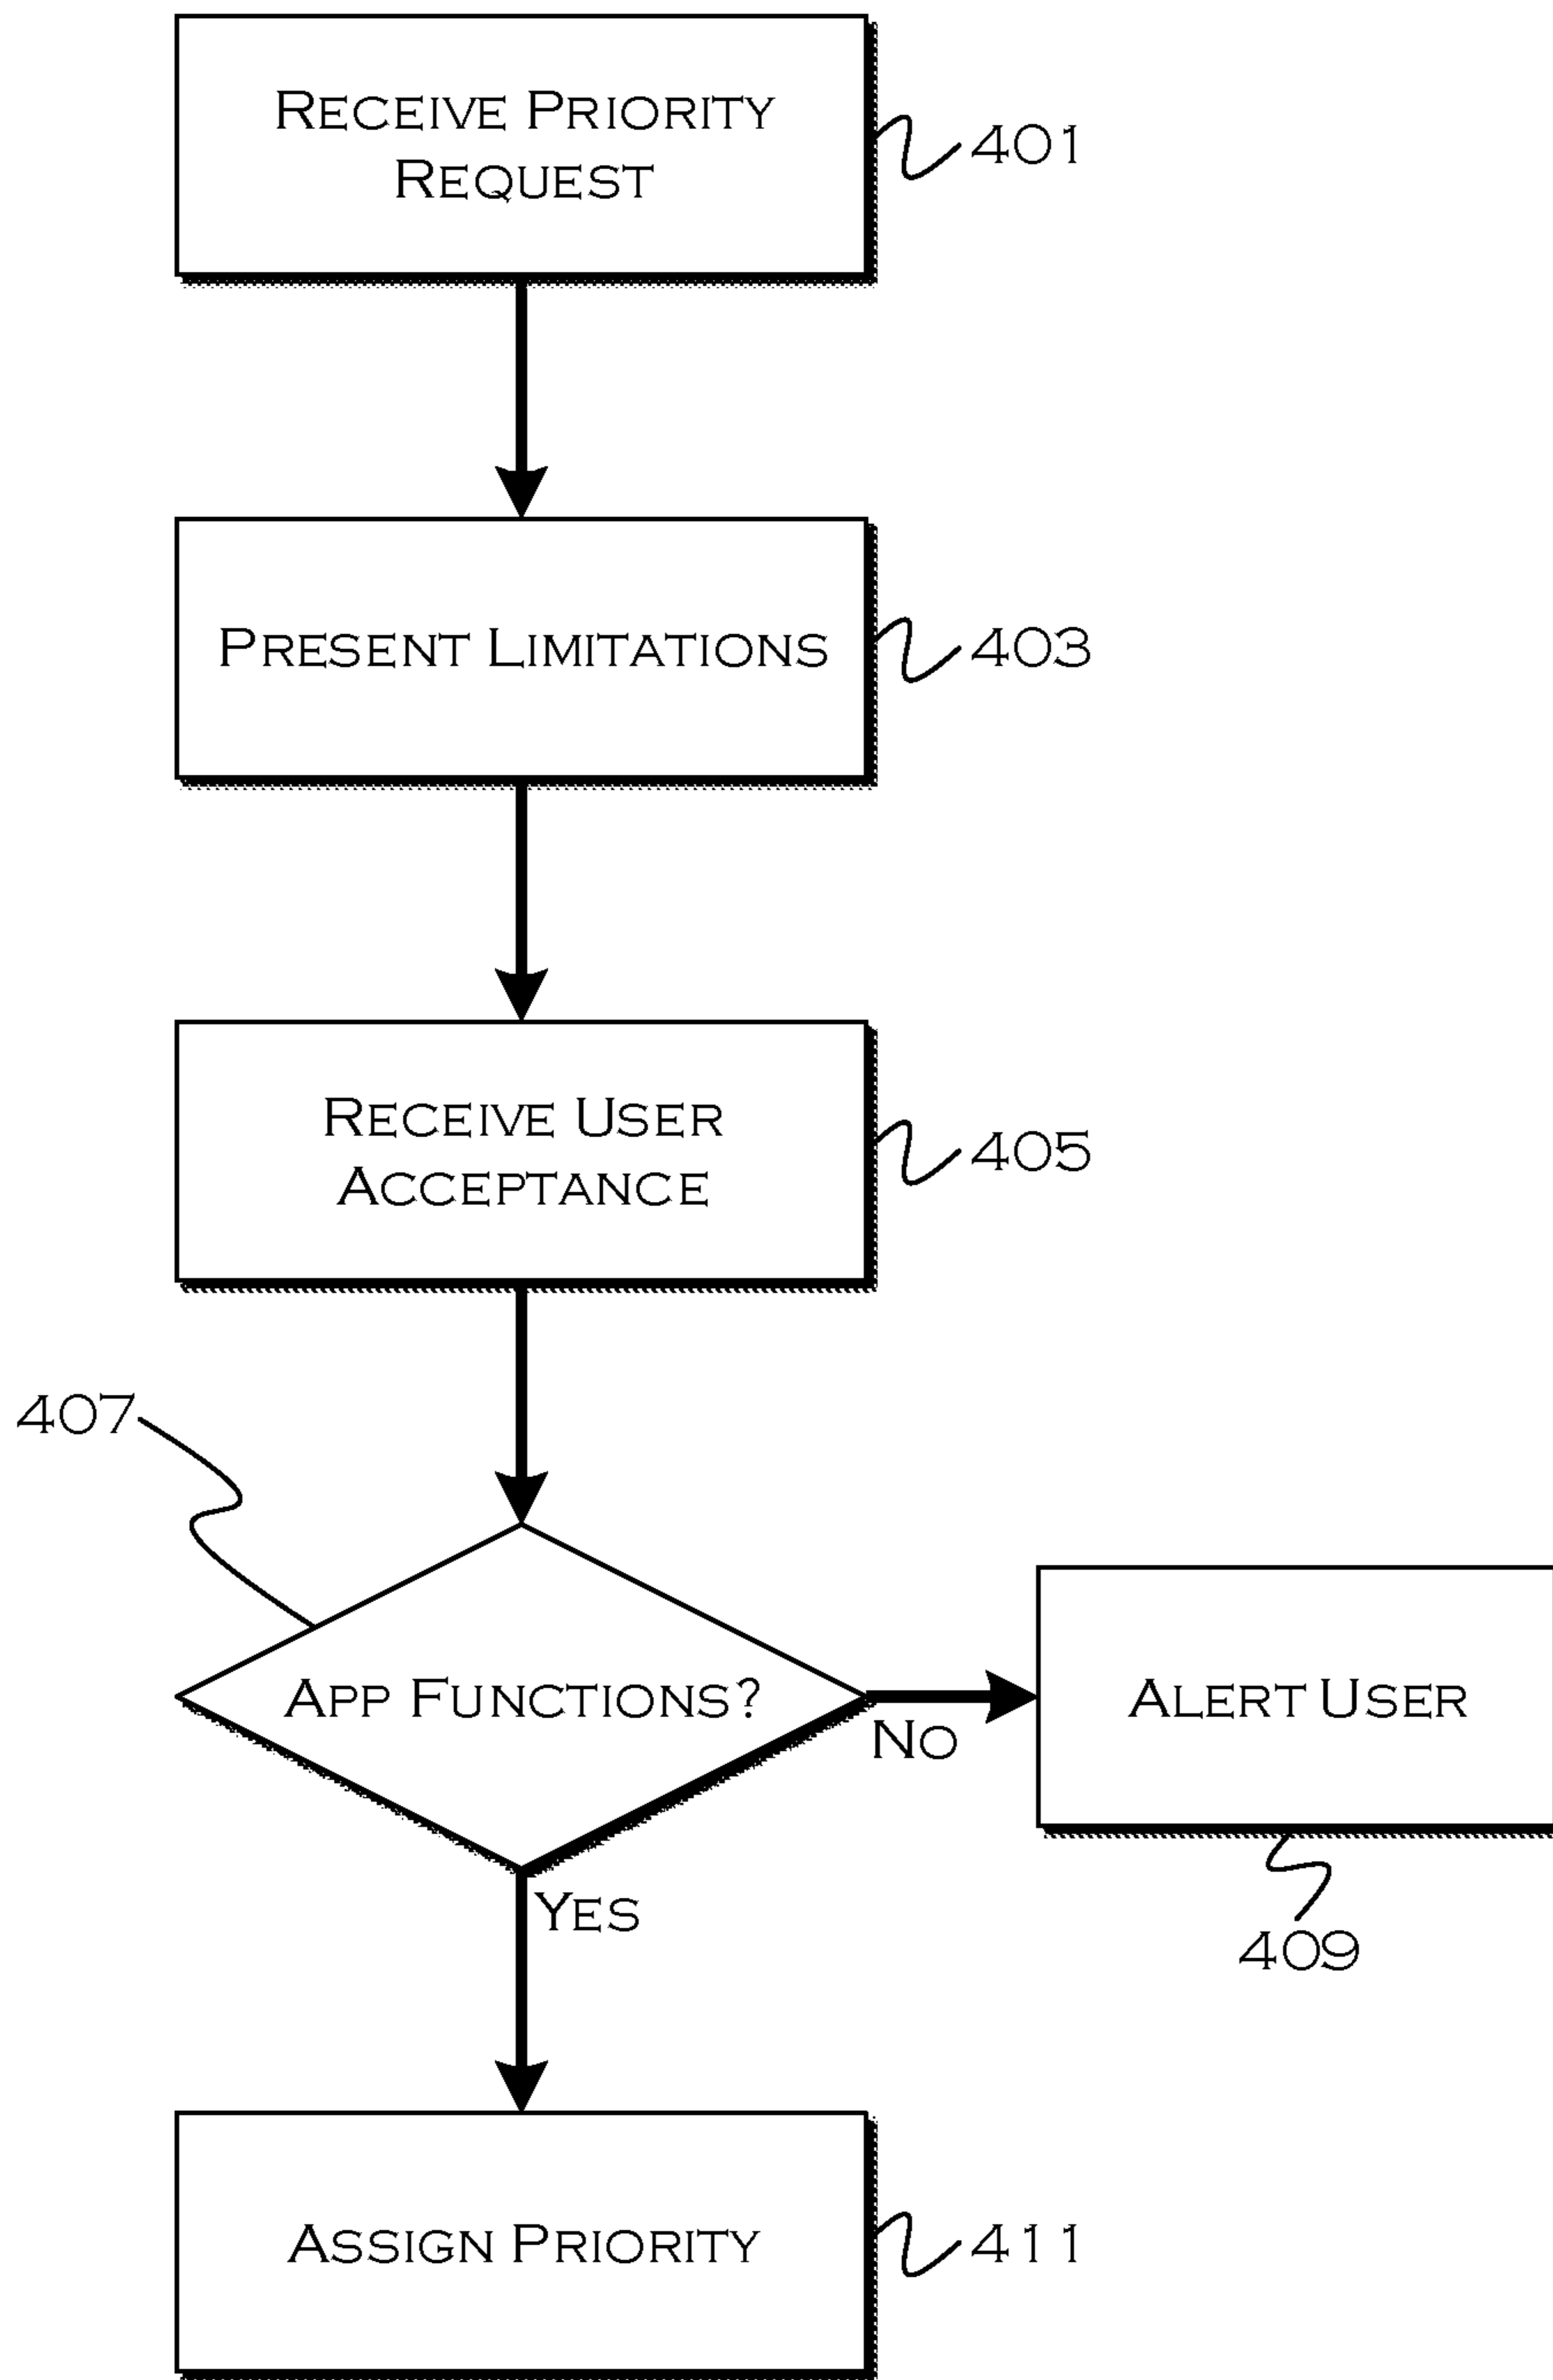 RECEIVE PRIORITY
REQUEST
401
PRESENT LIMITATIONS
403
RECEIVE USER
ACCEPTANCE
405
407
APP FUNCTIONS?
NO
ALERT USER
409
YES
ASSIGN PRIORITY
411